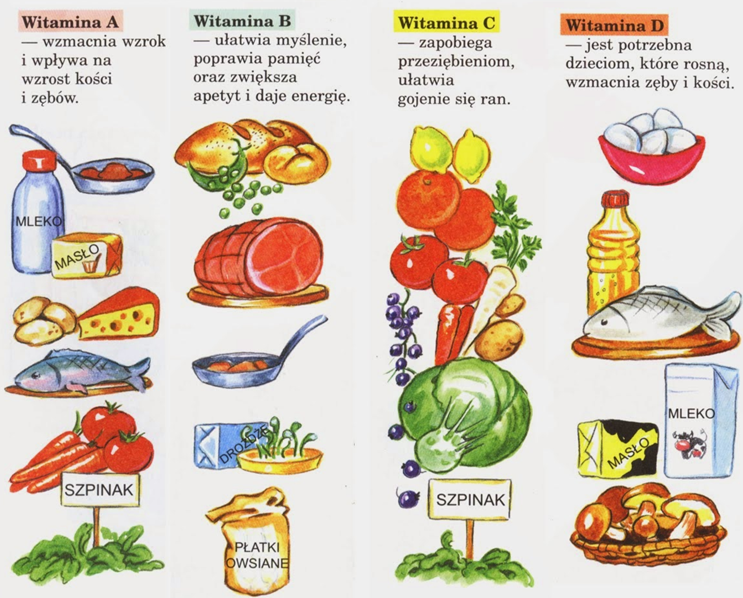 Witamina A
— wzmacnia wzrok
i wpływa na
wzrost kości
i zębów.
MLEKO
MASŁO
SZPINAK
Witamina B
— ułatwia myślenie,
poprawia pamięć
oraz zwiększa
apetyt i daje energię.
DROŻDŻE
PŁATKI
OWSIANE
Witamina C
— zapobiega
przeziębieniom,
ułatwia
gojenie się ran.
SZPINAK
Witamina D
— jest potrzebna
dzieciom, które rosną,
wzmacnia zęby i kości.
MASŁO
MLEKO